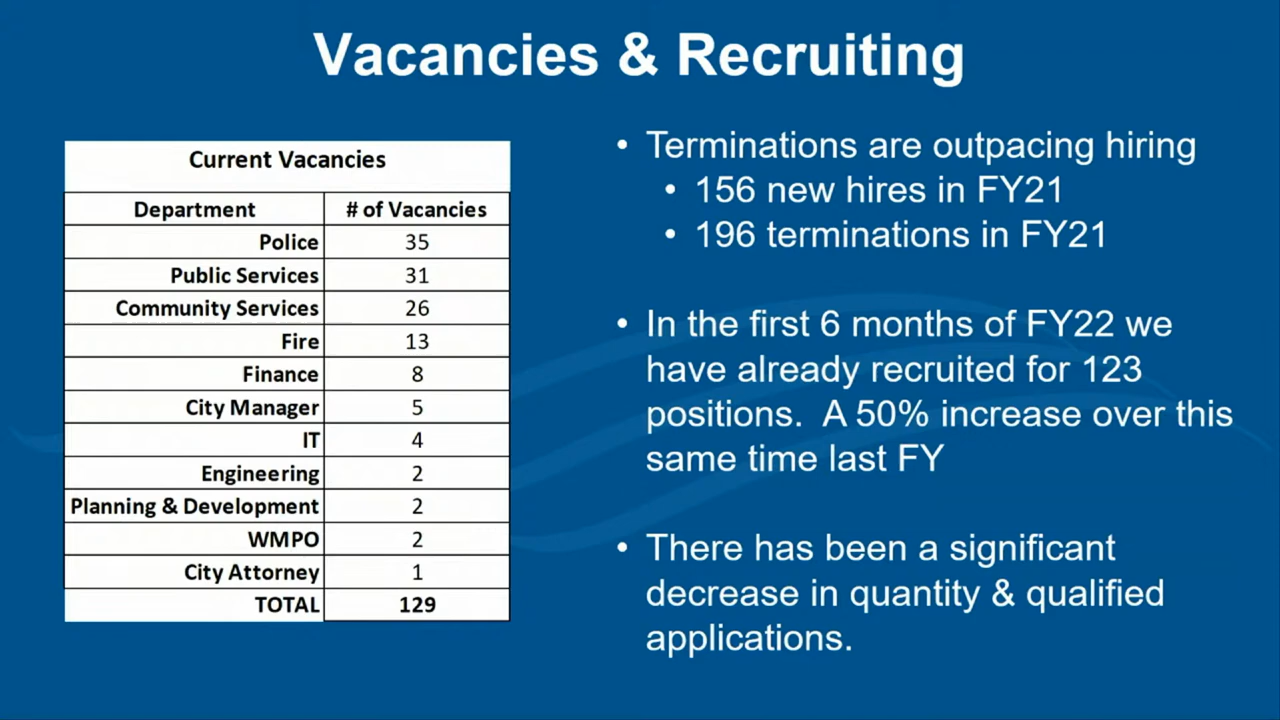 Vacancies & Recruiting
Current Vacancies
Department # of Vacancies
Police 35
Public Services 31
Community Services 26
Fire 13
Finance 8
City Manager 5
IT 4
Engineering 2
Planning & Development 2
WMPO 2
City Attorney 1
TOTAL 129
• Terminations are outpacing hiring
• 156 new hires in FY21
• 196 terminations in FY21
• In the first 6 months of FY22 we
have already recruited for 123
positions. A 50% increase over this
same time last FY
• There has been a significant
decrease in quantity & qualified
applications.